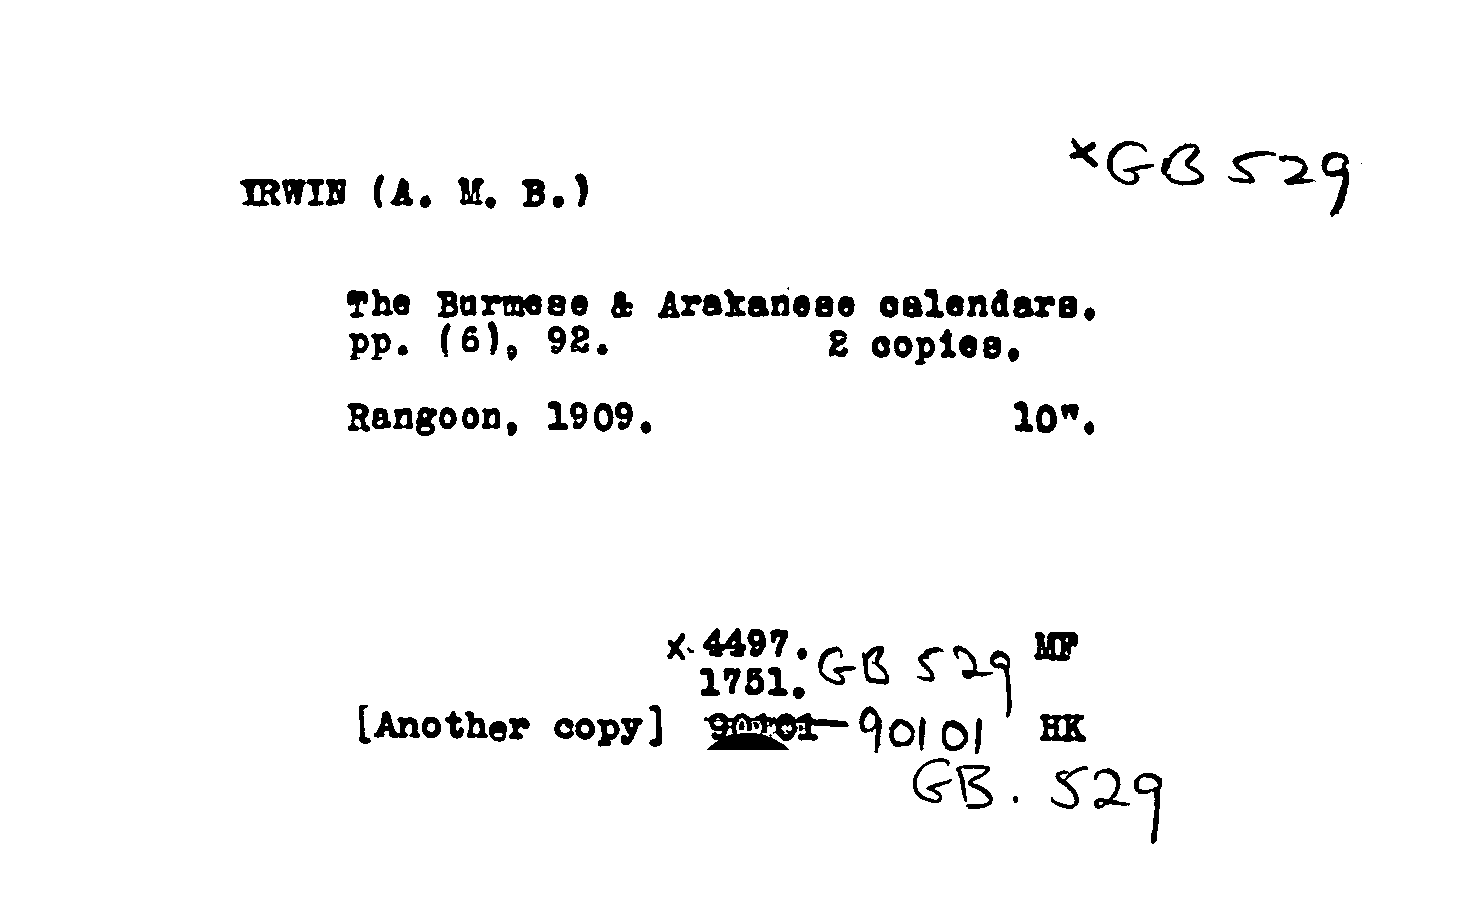 ×GB 529
IRWIN (A. M. B.)
The Burmese & Arakanese calendars.
pp. (6), 92. 2 copies.
Rangoon, 1909. 10".
x 4497. MF
1751. GB 529
[Another copy] 90101 90101 HK
GB. 529